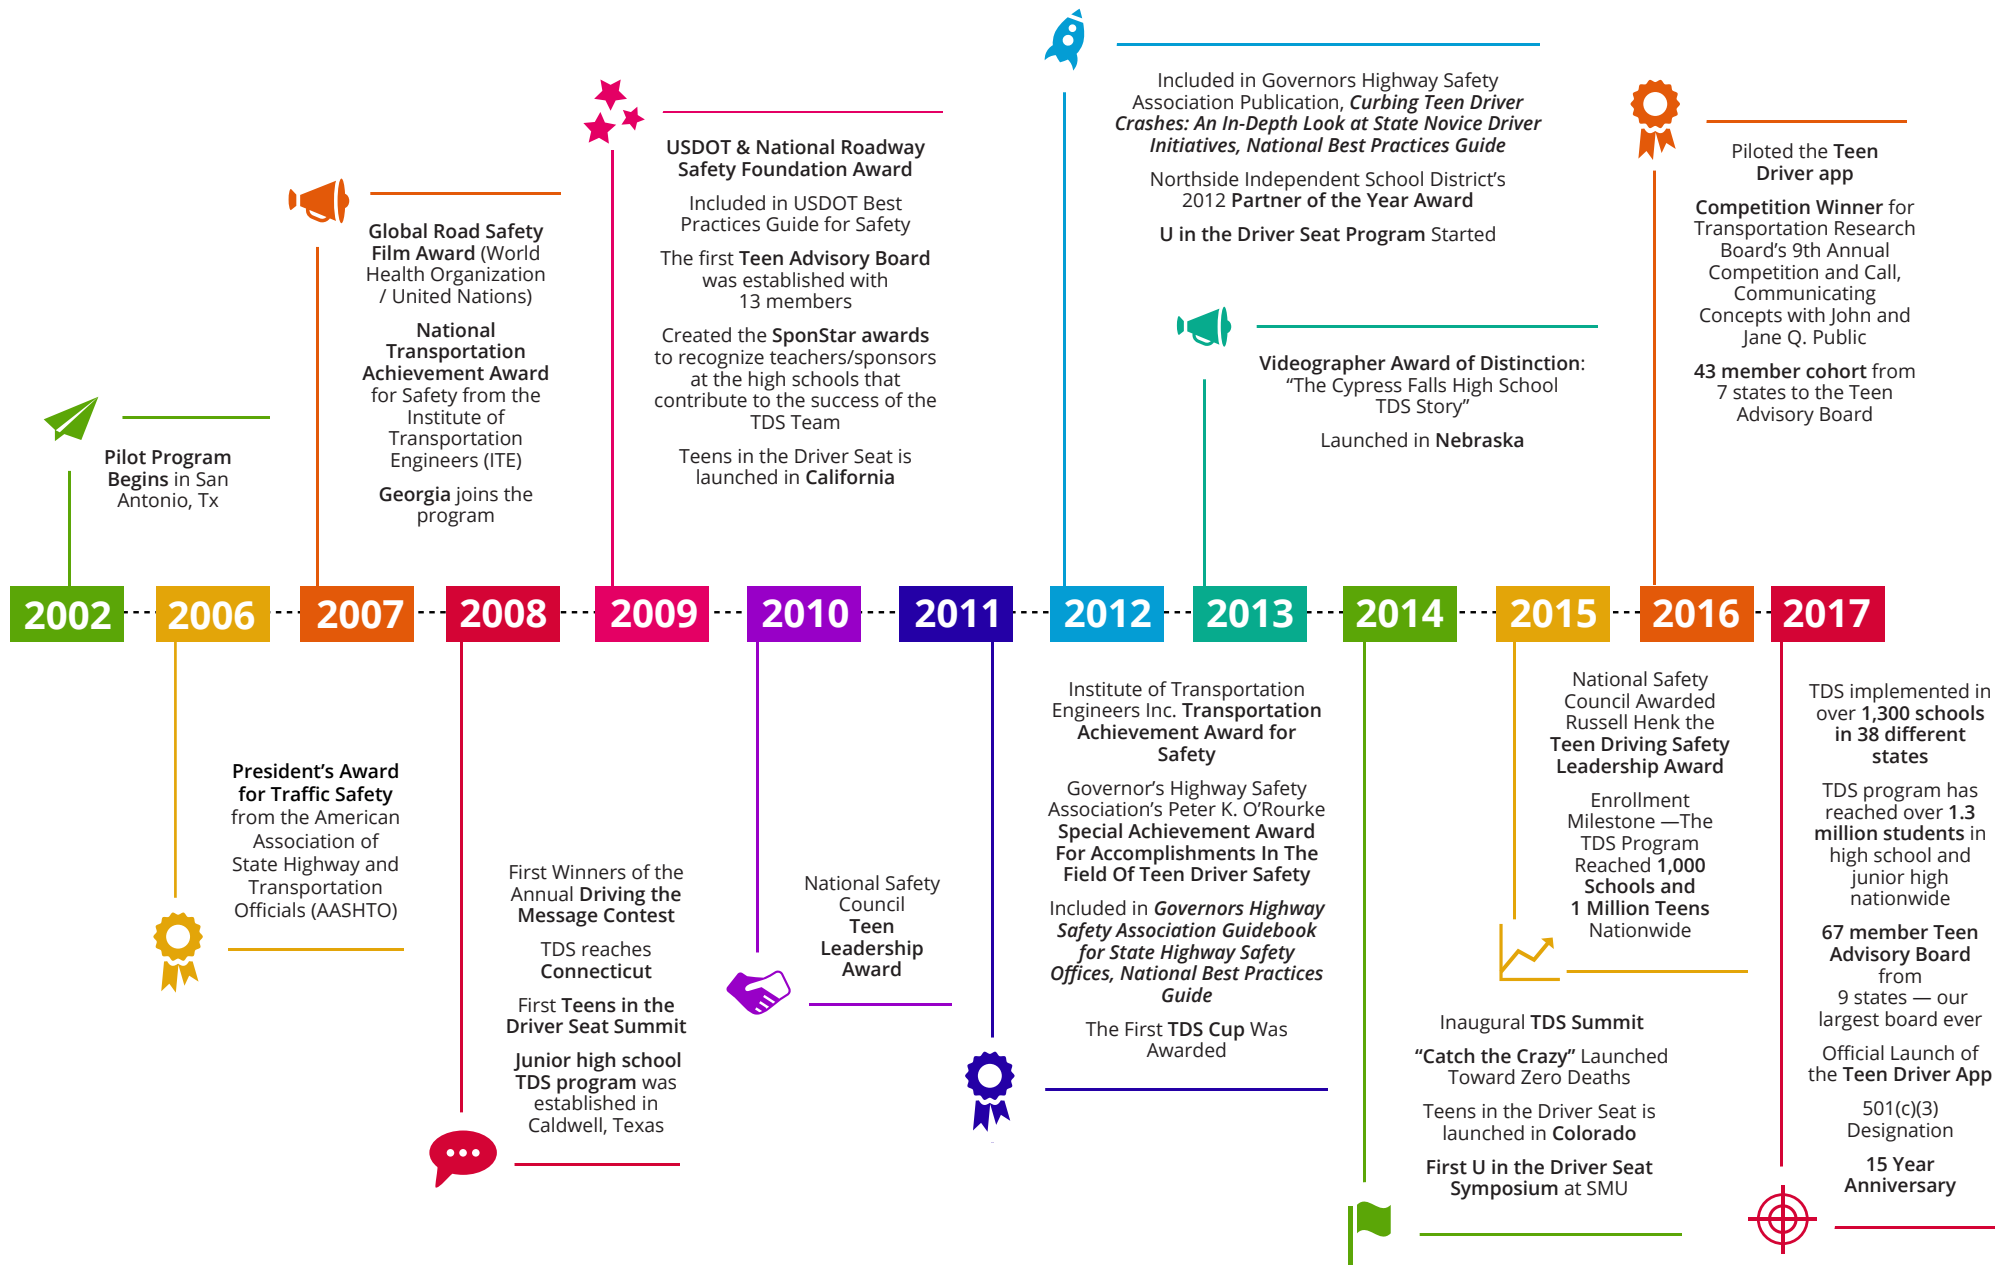 Included in Governors Highway Safety
Association Publication, Curbing Teen Driver
Crashes: An In-Depth Look at State Novice Driver
Initiatives, National Best Practices Guide
Northside Independent School District’s
2012 Partner of the Year Award
U in the Driver Seat Program Started
USDOT & National Roadway
Safety Foundation Award
Included in USDOT Best
Practices Guide for Safety
The first Teen Advisory Board
was established with
13 members
Created the SponStar awards
to recognize teachers/sponsors
at the high schools that
contribute to the success of the
TDS Team
Teens in the Driver Seat is
launched in California
Piloted the Teen
Driver app
Competition Winner for
Transportation Research
Board’s 9th Annual
Competition and Call,
Communicating
Concepts with John and
Jane Q. Public
43 member cohort from
7 states to the Teen
Advisory Board
Global Road Safety
Film Award (World
Health Organization
/ United Nations)
National
Transportation
Achievement Award
for Safety from the
Institute of
Transportation
Engineers (ITE)
Georgia joins the
program
Videographer Award of Distinction:
“The Cypress Falls High School
TDS Story”
Launched in Nebraska
Pilot Program
Begins in San
Antonio, Tx
2002
2006
2007
2008
2009
2010
2011
2012
2013
2014
2015
2016
2017
President’s Award
for Traffic Safety
from the American
Association of
State Highway and
Transportation
Officials (AASHTO)
First Winners of the
Annual Driving the
Message Contest
TDS reaches
Connecticut
First Teens in the
Driver Seat Summit
Junior high school
TDS program was
established in
Caldwell, Texas
National Safety
Council
Teen
Leadership
Award
Institute of Transportation
Engineers Inc. Transportation
Achievement Award for
Safety
Governor’s Highway Safety
Association’s Peter K. O’Rourke
Special Achievement Award
For Accomplishments In The
Field Of Teen Driver Safety
Included in Governors Highway
Safety Association Guidebook
for State Highway Safety
Offices, National Best Practices
Guide
The First TDS Cup Was
Awarded
Inaugural TDS Summit
“Catch the Crazy” Launched
Toward Zero Deaths
Teens in the Driver Seat is
launched in Colorado
First U in the Driver Seat
Symposium at SMU
National Safety
Council Awarded
Russell Henk the
Teen Driving Safety
Leadership Award
Enrollment
Milestone —The
TDS Program
Reached 1,000
Schools and
1 Million Teens
Nationwide
TDS implemented in
over 1,300 schools
in 38 different
states
TDS program has
reached over 1.3
million students in
high school and
junior high
nationwide
67 member Teen
Advisory Board
from
9 states — our
largest board ever
Official Launch of
the Teen Driver App
501(c)(3)
Designation
15 Year
Anniversary